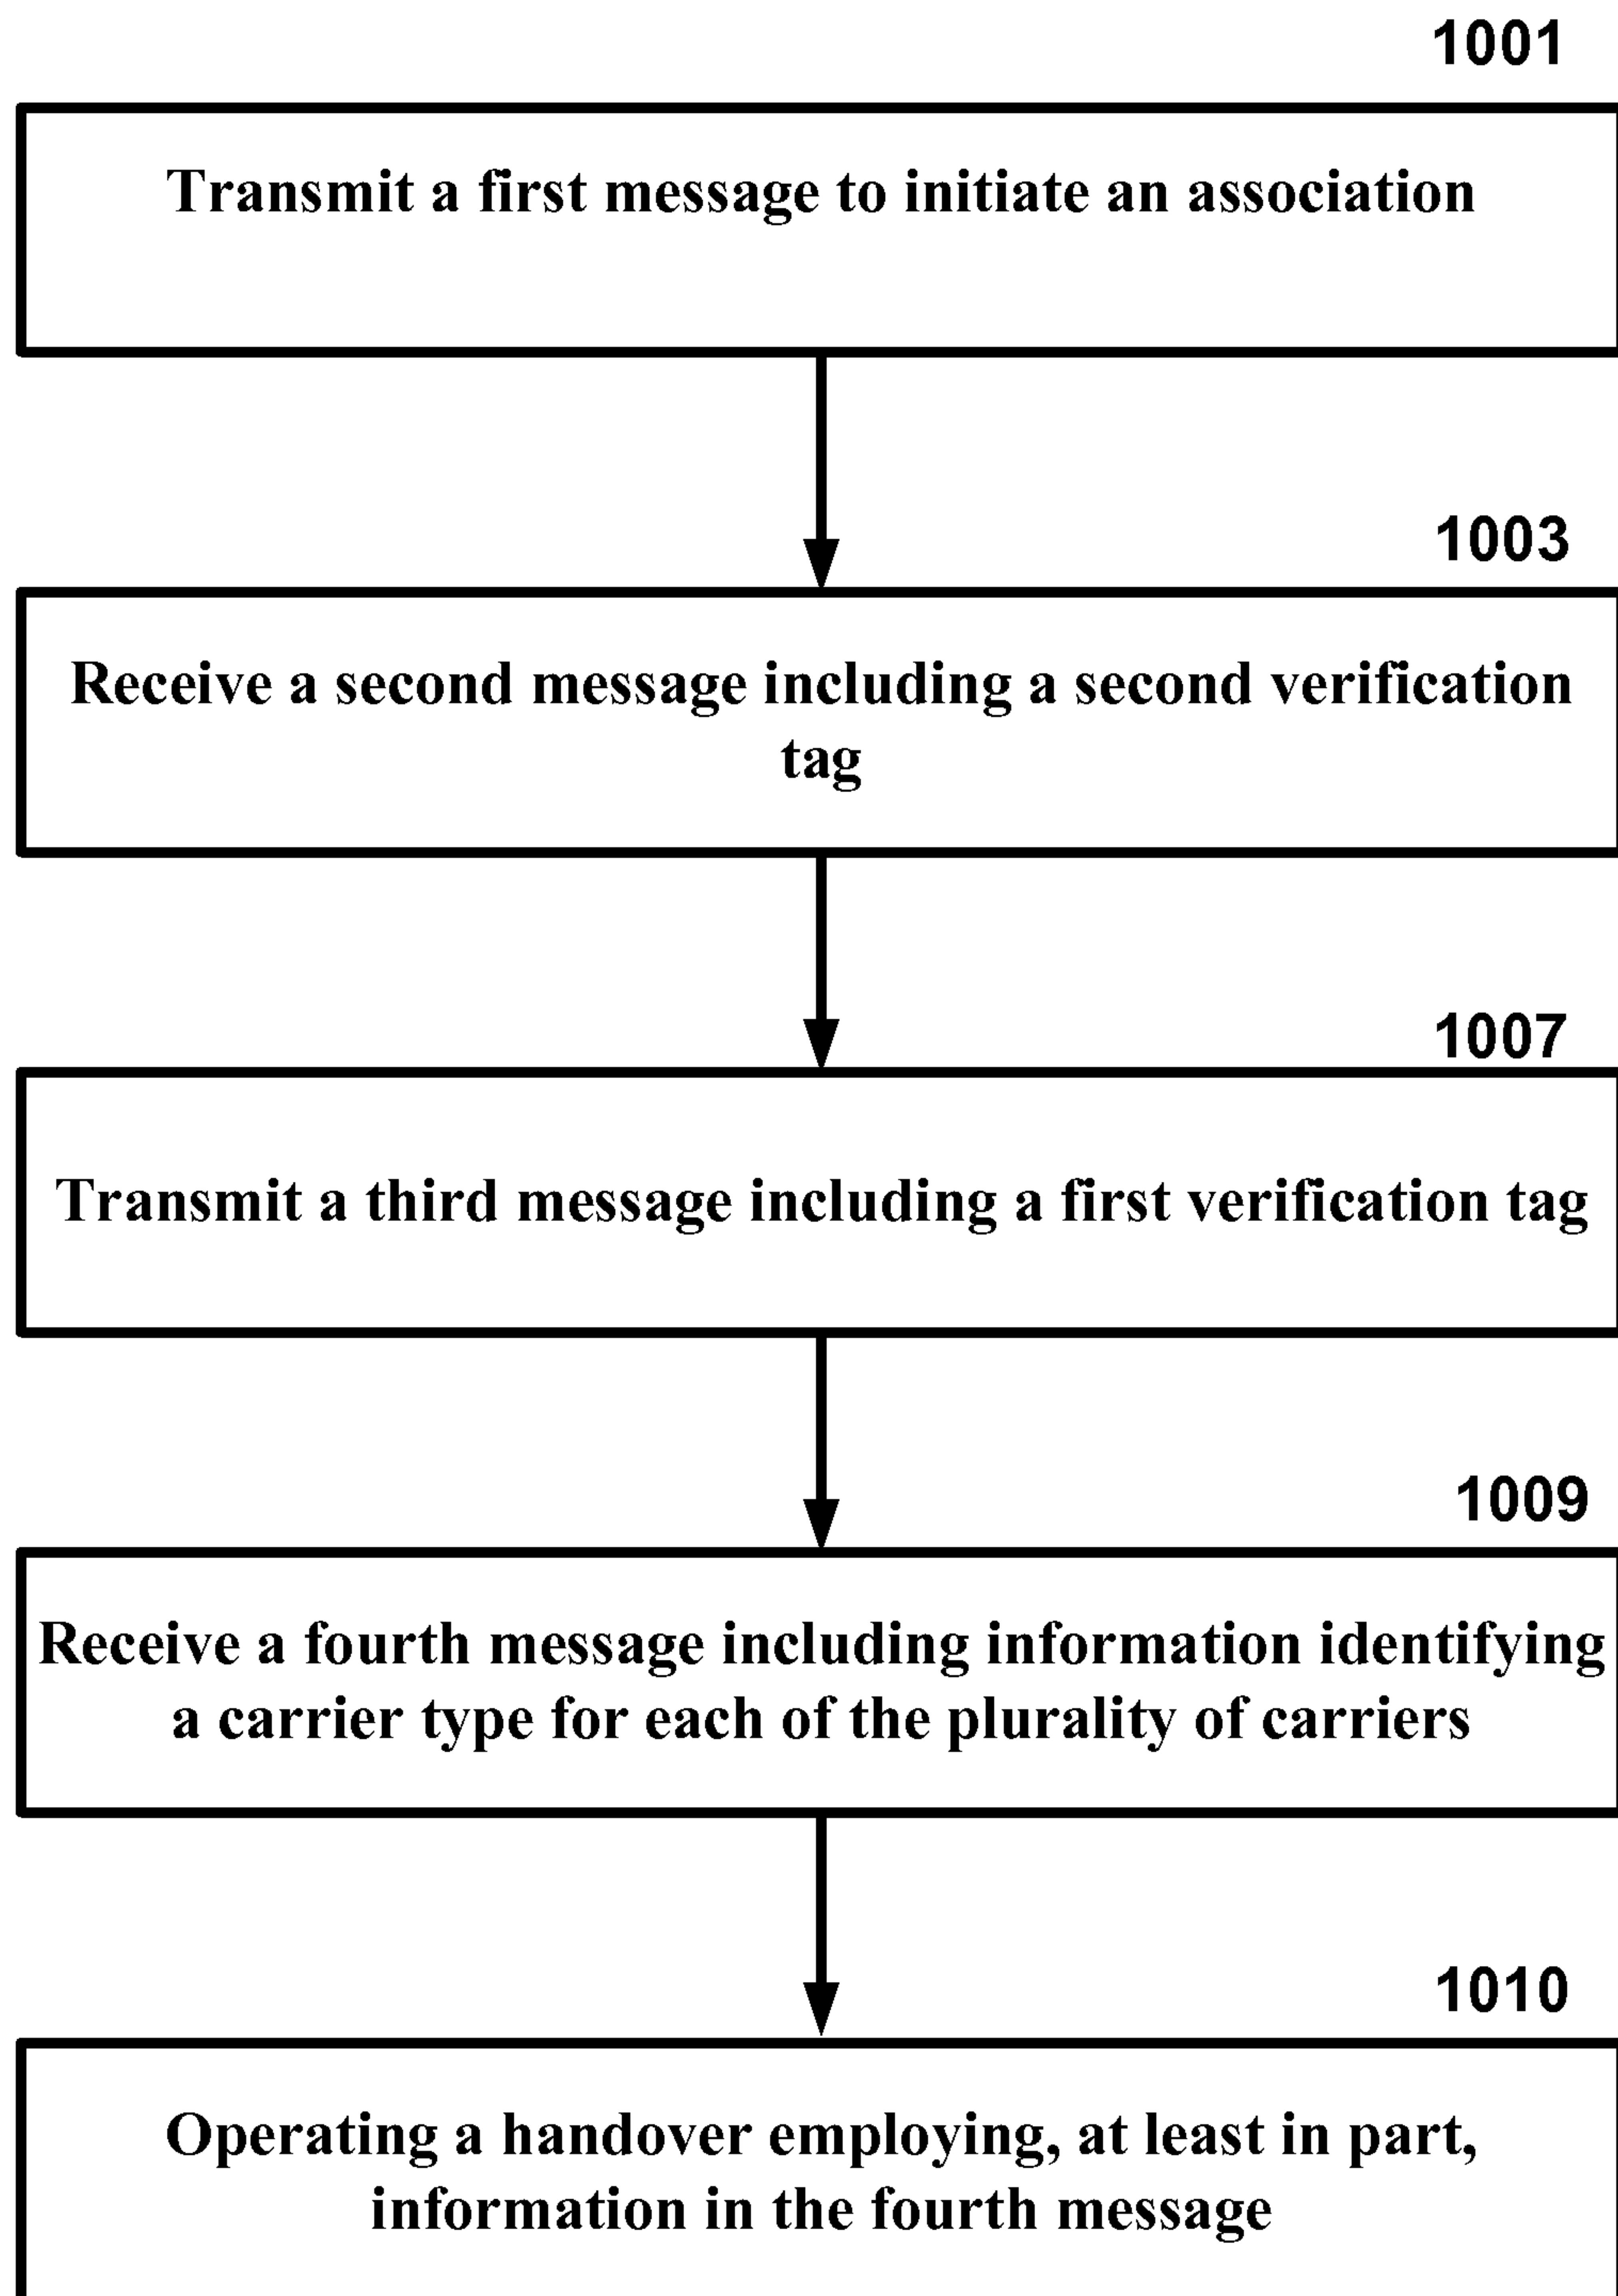 1001
Transmit a first message to initiate an association
1003
Receive a second message including a second verification
tag
1007
Transmit a third message including a first verification tag
1009
Receive a fourth message including information identifying
a carrier type for each of the plurality of carriers
1010
Operating a handover employing, at least in part,
information in the fourth message